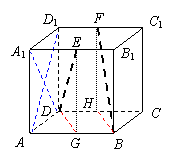 D₁ F C₁
A₁ E B₁
D H C
A G B